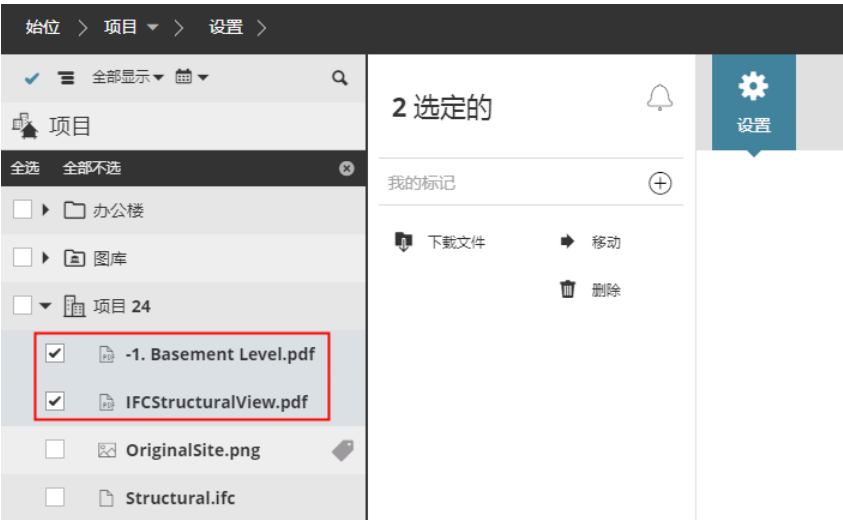 始位 项目 设置
全部显示
项目
全选 全部不选
办公楼
图库
项目 24
-1. Basement Level.pdf
IFCStructuralView.pdf
OriginalSite.png
Structural.ifc
2 选定的
我的标记
下载文件 移动
删除
设置